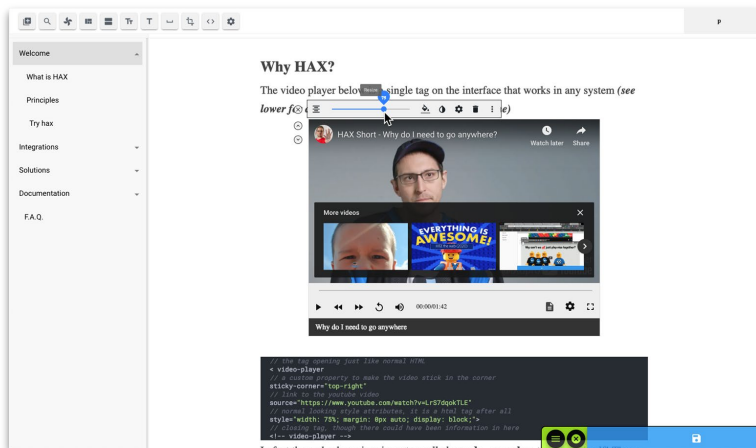 P
Welcome
What is HAX
Principles
Try hax
Integrations
Solutions
Documentation
F.A.Q.
Why HAX?
The video player below single tag on the interface that works in any system (see
lower
Resize
75
HAX Short - Why do I need to go anywhere?
Watch later
Share
More videos
EVERYTHING IS
AWESOME!
00:00/01:42
Why do I need to go anywhere
// the tag opening just like normal HTML
< video-player
// a custom property to make the video stick in the corner
sticky-corner="top-right"
// link to the youtube video
source="https://www.youtube.com/watch?v=LrS7dqokTLE"
// normal looking style attributes, it is a html tag after all
style="width: 75%; margin: 0px auto; display: block;">
// closing tag, though there could have been information in here
<!-- video-player -->